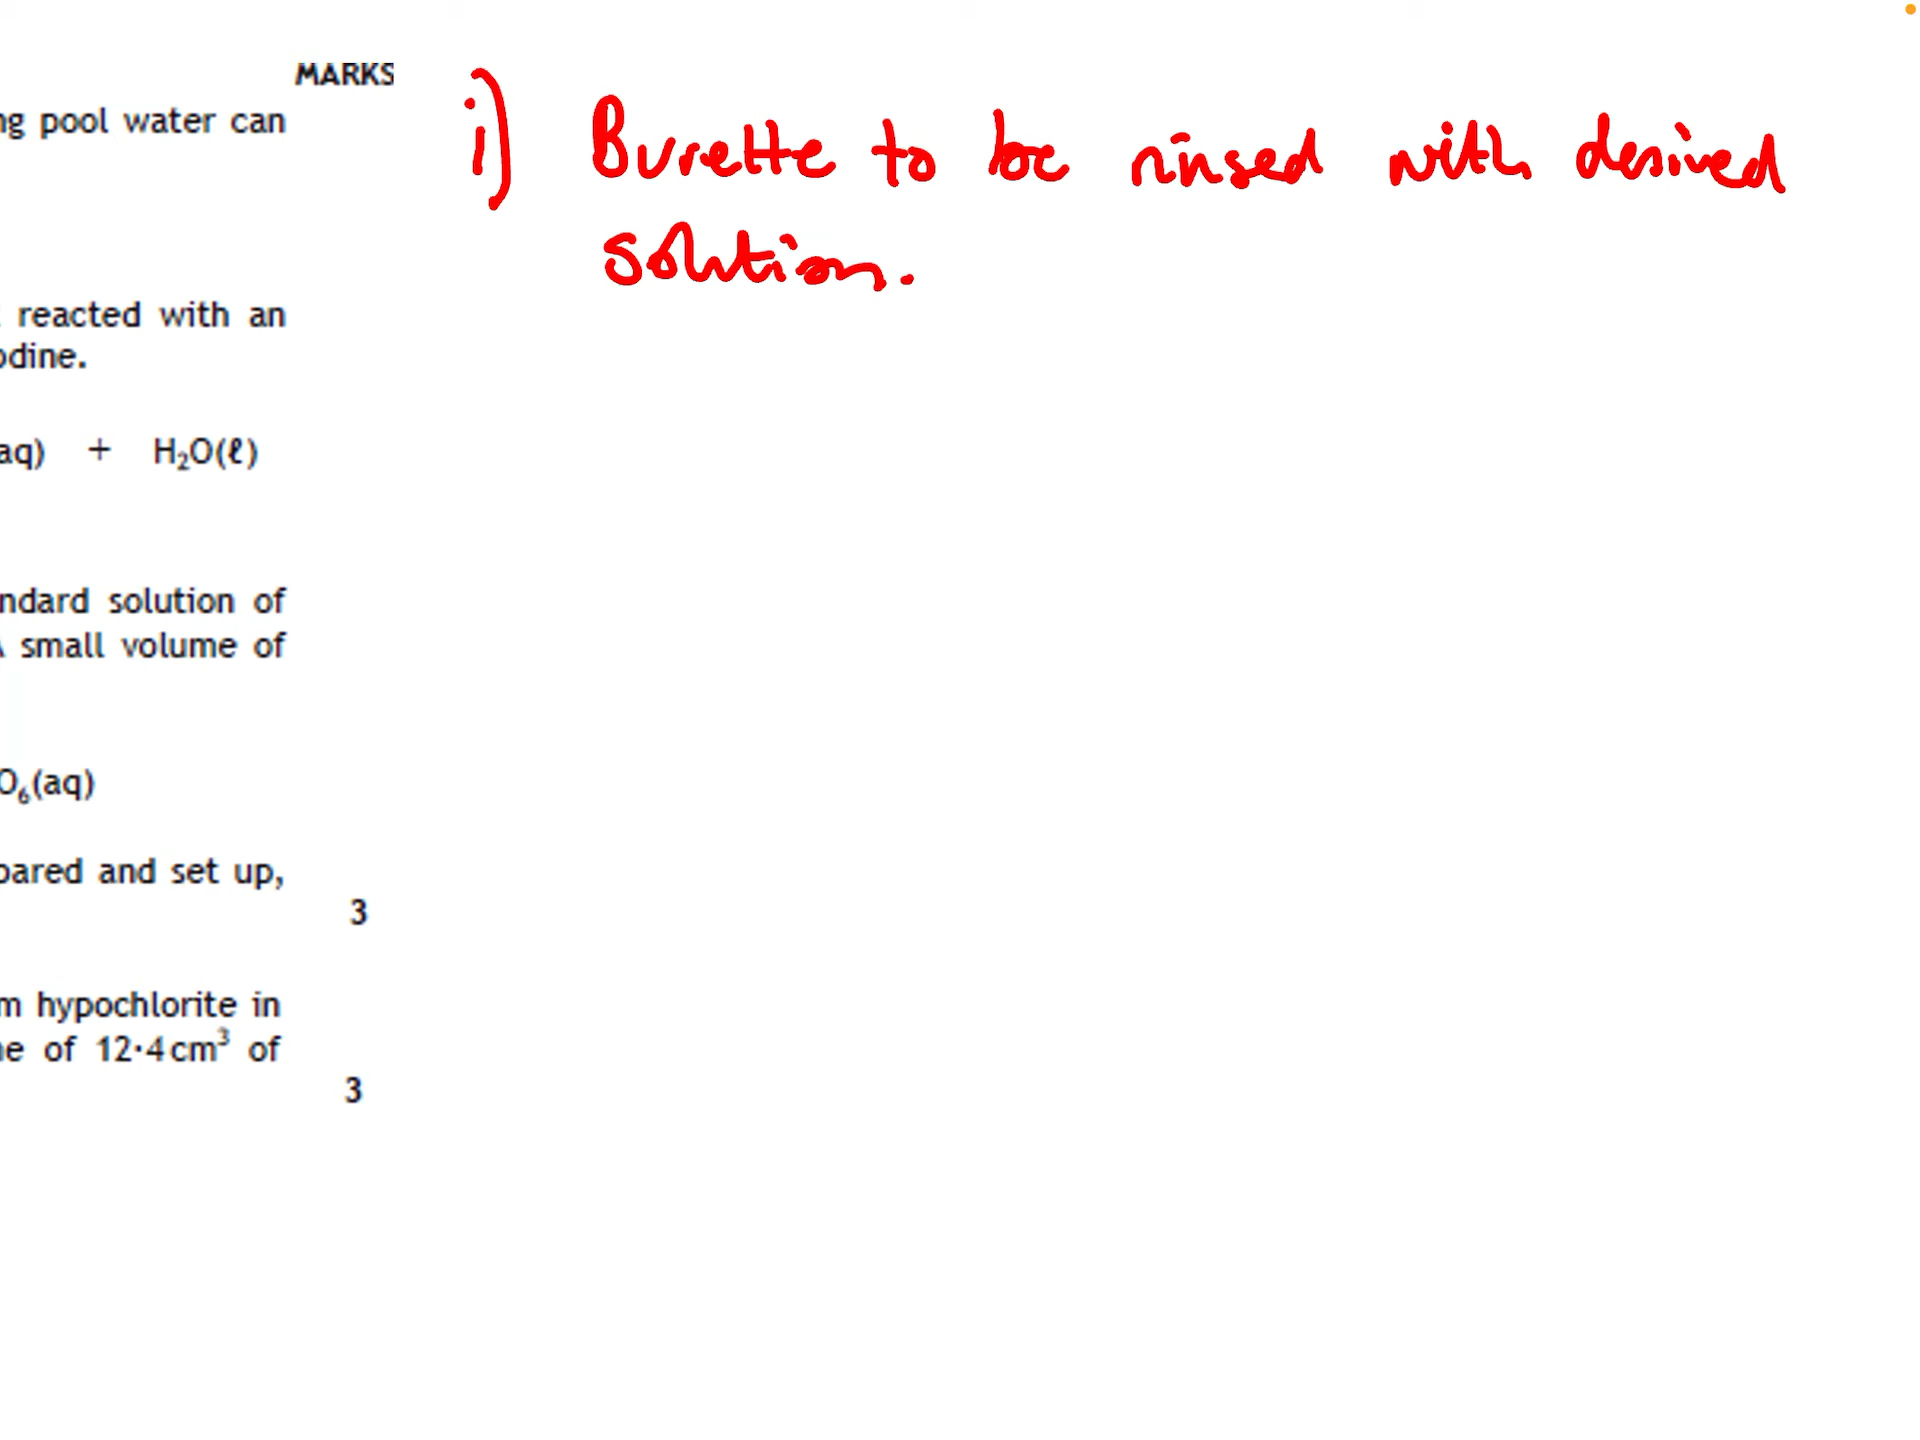 MARKS
ng pool water can
i) Burette to be rinsed with desired
solution.
reacted with an
odine.
aq) + H₂O(ℓ)
ndard solution of
A small volume of
O₆(aq)
pared and set up,
3
m hypochlorite in
ne of 12·4 cm³ of
3